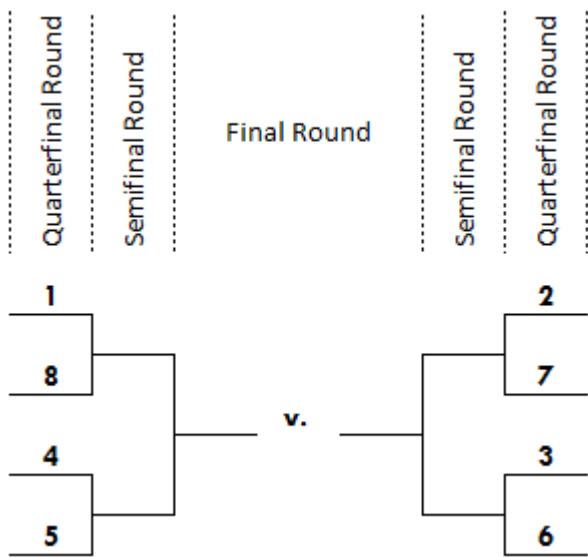 Quarterfinal Round
Semifinal Round
Final Round
Semifinal Round
Quarterfinal Round
1
2
8
7
v.
4
3
5
6